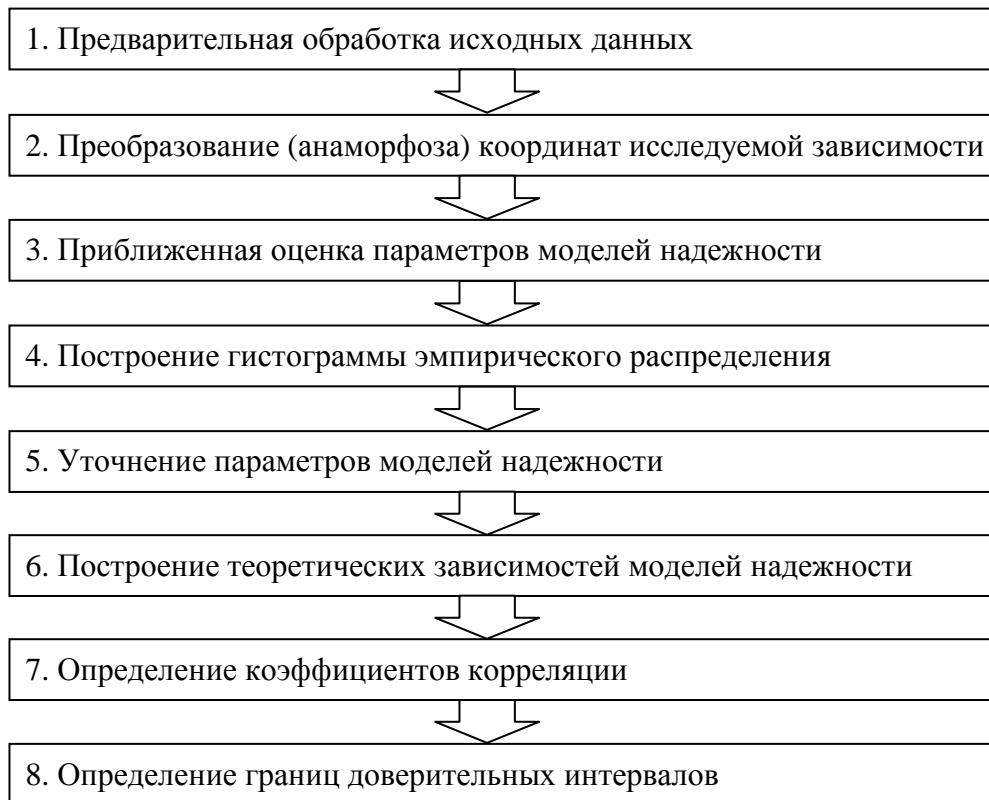 1. Предварительная обработка исходных данных
2. Преобразование (анаморфоза) координат исследуемой зависимости
3. Приближенная оценка параметров моделей надежности
4. Построение гистограммы эмпирического распределения
5. Уточнение параметров моделей надежности
6. Построение теоретических зависимостей моделей надежности
7. Определение коэффициентов корреляции
8. Определение границ доверительных интервалов